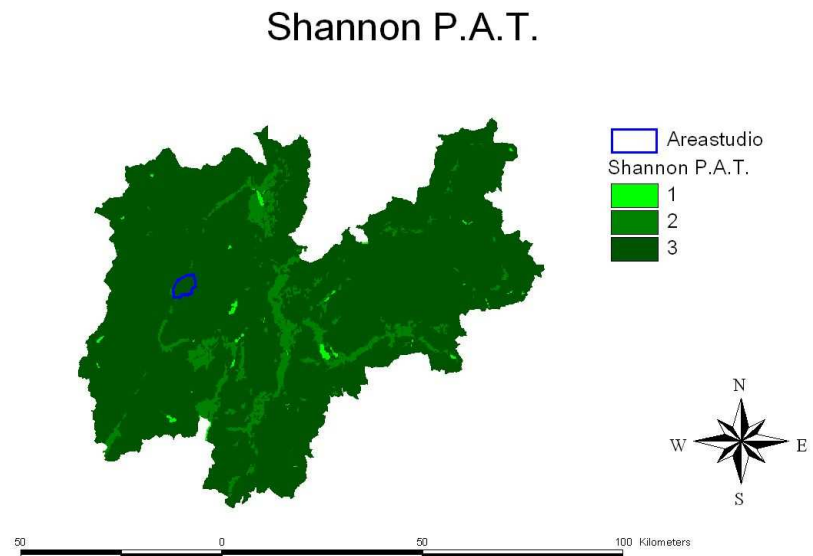 Shannon P.A.T.
Areastudio
Shannon P.A.T.
1
2
3
N
W E
S
50 0 50 100 Kilometers